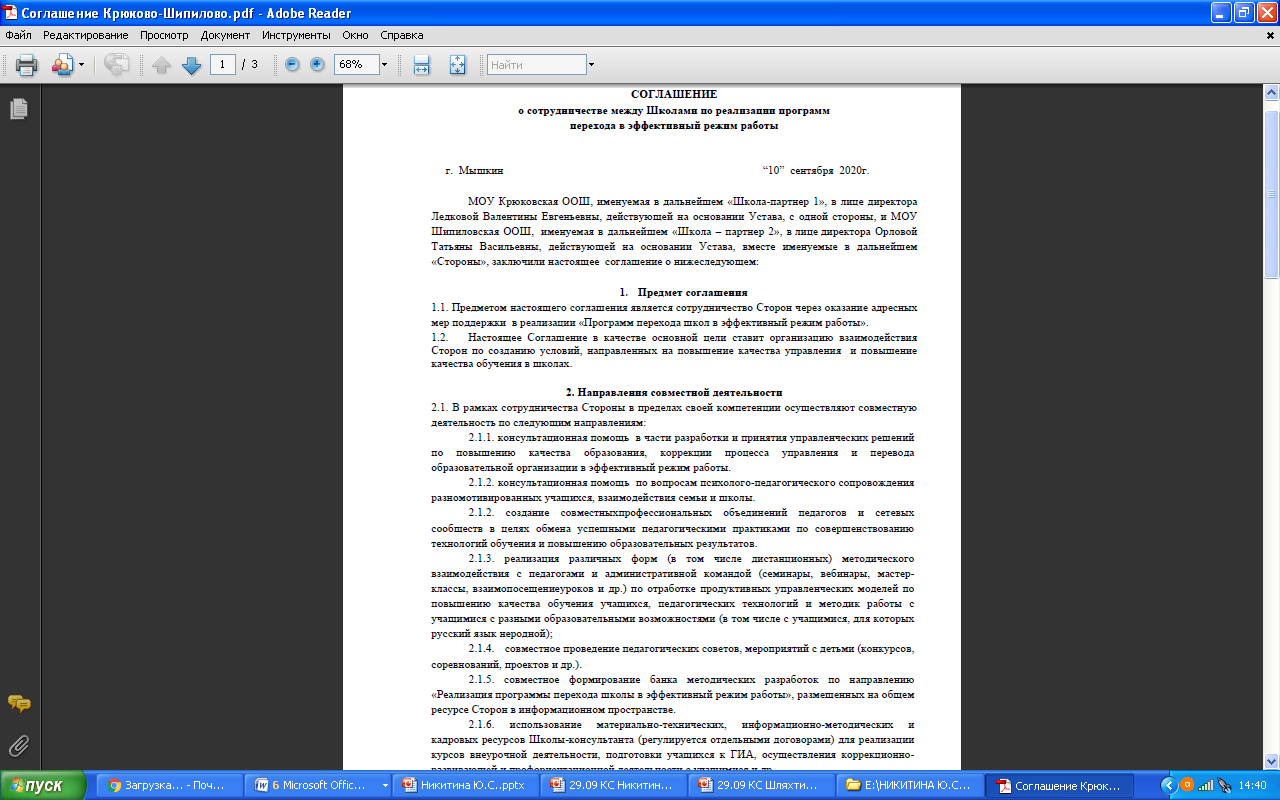 Соглашение Крюково-Шипилово.pdf - Adobe Reader
Файл Редактирование Просмотр Документ Инструменты Окно Справка
1 / 3 68% Найти
СОГЛАШЕНИЕ
о сотрудничестве между Школами по реализации программ
перехода в эффективный режим работы
г. Мышкин “10” сентября 2020г.
МОУ Крюковская ООШ, именуемая в дальнейшем «Школа-партнер 1», в лице директора
Ледковой Валентины Евгеньевны, действующей на основании Устава, с одной стороны, и МОУ
Шипиловская ООШ, именуемая в дальнейшем «Школа – партнер 2», в лице директора Орловой
Татьяны Васильевны, действующей на основании Устава, вместе именуемые в дальнейшем
«Стороны», заключили настоящее соглашение о нижеследующем:
1. Предмет соглашения
1.1. Предметом настоящего соглашения является сотрудничество Сторон через оказание адресных
мер поддержки в реализации «Программ перехода школ в эффективный режим работы».
1.2. Настоящее Соглашение в качестве основной цели ставит организацию взаимодействия
Сторон по созданию условий, направленных на повышение качества управления и повышение
качества обучения в школах.
2. Направления совместной деятельности
2.1. В рамках сотрудничества Стороны в пределах своей компетенции осуществляют совместную
деятельность по следующим направлениям:
2.1.1. консультационная помощь в части разработки и принятия управленческих решений
по повышению качества образования, коррекции процесса управления и перевода
образовательной организации в эффективный режим работы.
2.1.2. консультационная помощь по вопросам психолого-педагогического сопровождения
разномотивированных учащихся, взаимодействия семьи и школы.
2.1.2. создание совместныхпрофессиональных объединений педагогов и сетевых
сообществ в целях обмена успешными педагогическими практиками по совершенствованию
технологий обучения и повышению образовательных результатов.
2.1.3. реализация различных форм (в том числе дистанционных) методического
взаимодействия с педагогами и административной командой (семинары, вебинары, мастер-
классы, взаимопосещениеуроков и др.) по отработке продуктивных управленческих моделей по
повышению качества обучения учащихся, педагогических технологий и методик работы с
учащимися с разными образовательными возможностями (в том числе с учащимися, для которых
русский язык неродной);
2.1.4. совместное проведение педагогических советов, мероприятий с детьми (конкурсов,
соревнований, проектов и др.).
2.1.5. совместное формирование банка методических разработок по направлению
«Реализация программы перехода школы в эффективный режим работы», размещенных на общем
ресурсе Сторон в информационном пространстве.
2.1.6. использование материально-технических, информационно-методических и
кадровых ресурсов Школы-консультанта (регулируется отдельными договорами) для реализации
курсов внеурочной деятельности, подготовки учащихся к ГИА, осуществления коррекционно-
пуск Загрузка... - Поч... 6 Microsoft Offic... Никитина Ю.С..pptx 29.09 КС Никитин... 29.09 КС Шляхти... E:\НИКИТИНА Ю.С... Соглашение Крюк... 14:40